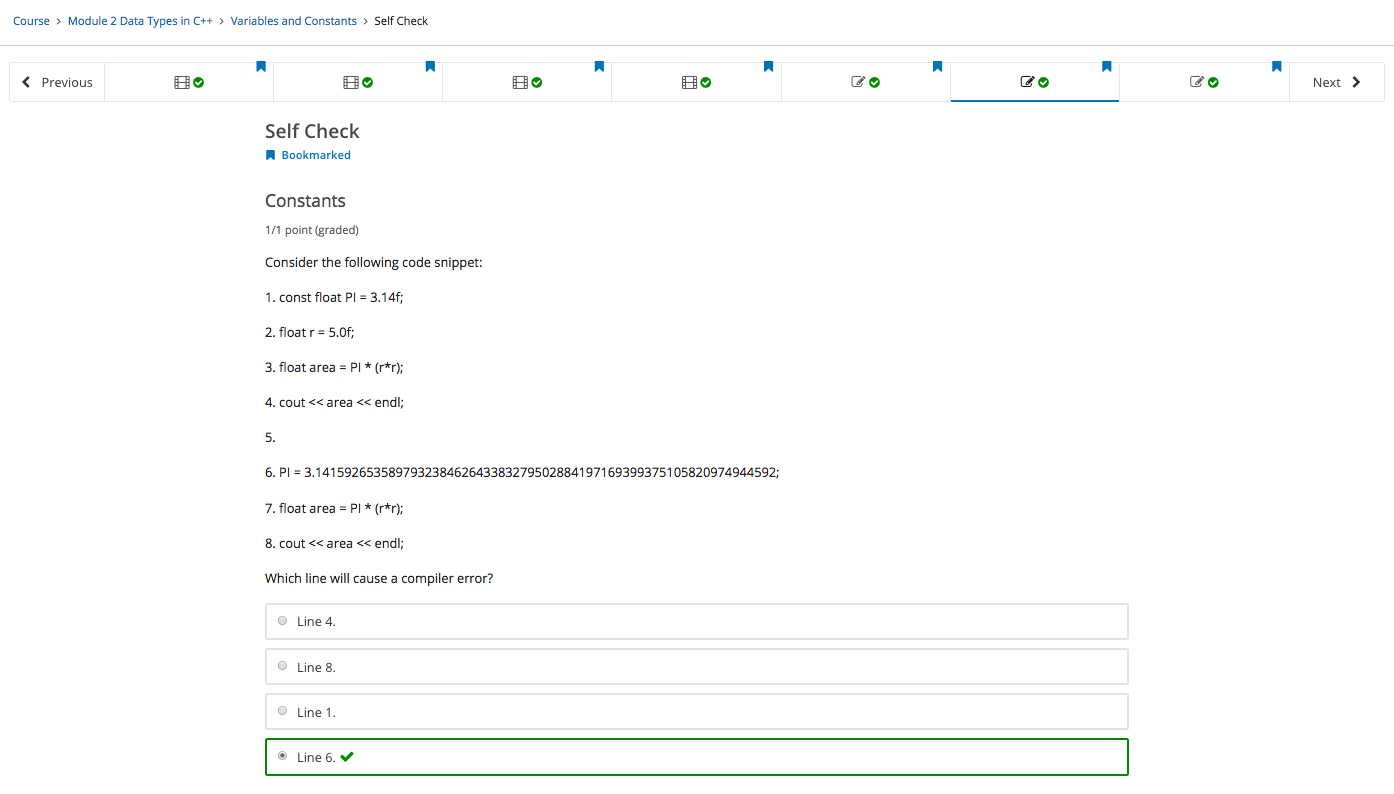 Course > Module 2 Data Types in C++ > Variables and Constants > Self Check
Previous
Next
Self Check
Bookmarked
Constants
1/1 point (graded)
Consider the following code snippet:
1. const float PI = 3.14f;
2. float r = 5.0f;
3. float area = PI * (r*r);
4. cout << area << endl;
5.
6. PI = 3.1415926535897932384626433832795028841971693993751058209749​44592;
7. float area = PI * (r*r);
8. cout << area << endl;
Which line will cause a compiler error?
Line 4.
Line 8.
Line 1.
Line 6.